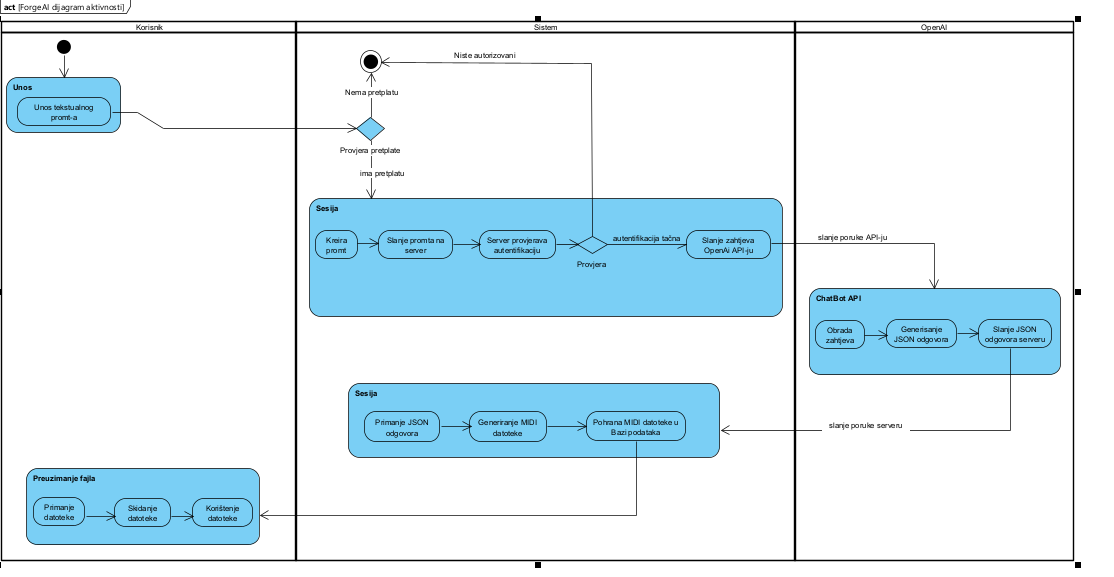 act [ForgeAI dijagram aktivnosti]
Korisnik
Sistem
OpenAI
Unos
Unos tekstualnog
promt-a
Niste autorizovani
Nema pretplatu
Provjera pretplate
ima pretplatu
Sesija
Kreira
promt
Slanje promta na
server
Server provjerava
autentifikaciju
Provjera
autentifikacija tačna
Slanje zahtjeva
OpenAi API-ju
slanje poruke API-ju
ChatBot API
Obrada
zahtjeva
Generisanje
JSON odgovora
Slanje JSON
odgovora serveru
slanje poruke serveru
Sesija
Primanje JSON
odgovora
Generiranje MIDI
datoteke
Pohrana MIDI datoteke u
Bazi podataka
Preuzimanje fajla
Primanje
datoteke
Skidanje
datoteke
Korištenje
datoteke